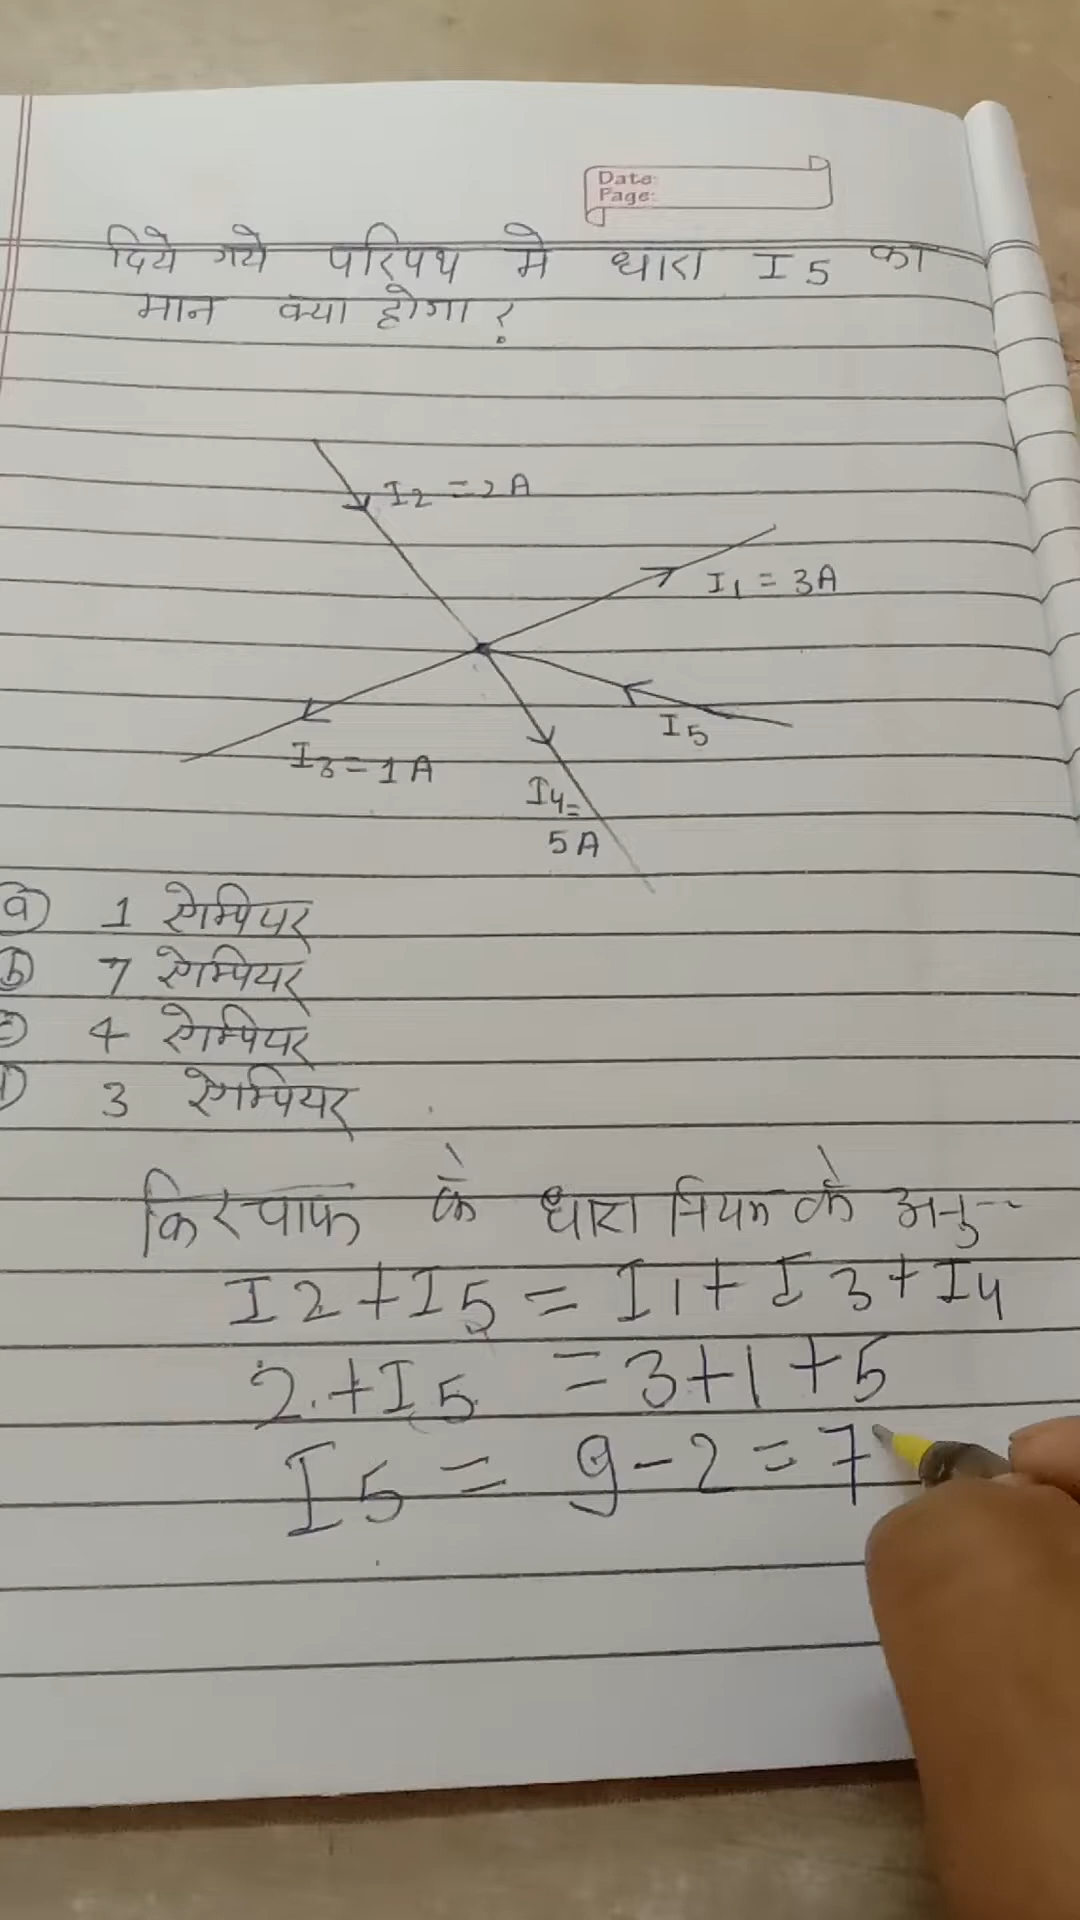 Date:
Page:
दिये गये परिपथ मे धारा I5 का
मान क्या होगा?
I2 = 2A
I1 = 3A
I5
I3 = 1A
I4=
5A
a 1 ऐम्पियर
b 7 ऐम्पियर
c 4 ऐम्पियर
d 3 ऐम्पियर
किरचाफ के धारा नियम के अनु--
I2+I5 = I1+I3+I4
2+I5 = 3+1+5
I5 = 9-2=7